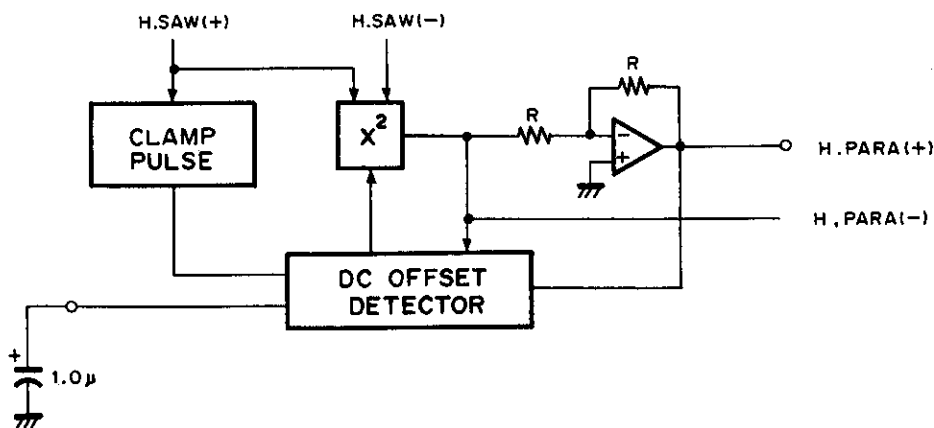 H.SAW(+)
H.SAW(−)
CLAMP
PULSE
X²
R
R
−
+
H.PARA(+)
H,PARA(−)
DC OFFSET
DETECTOR
+
1.0μ